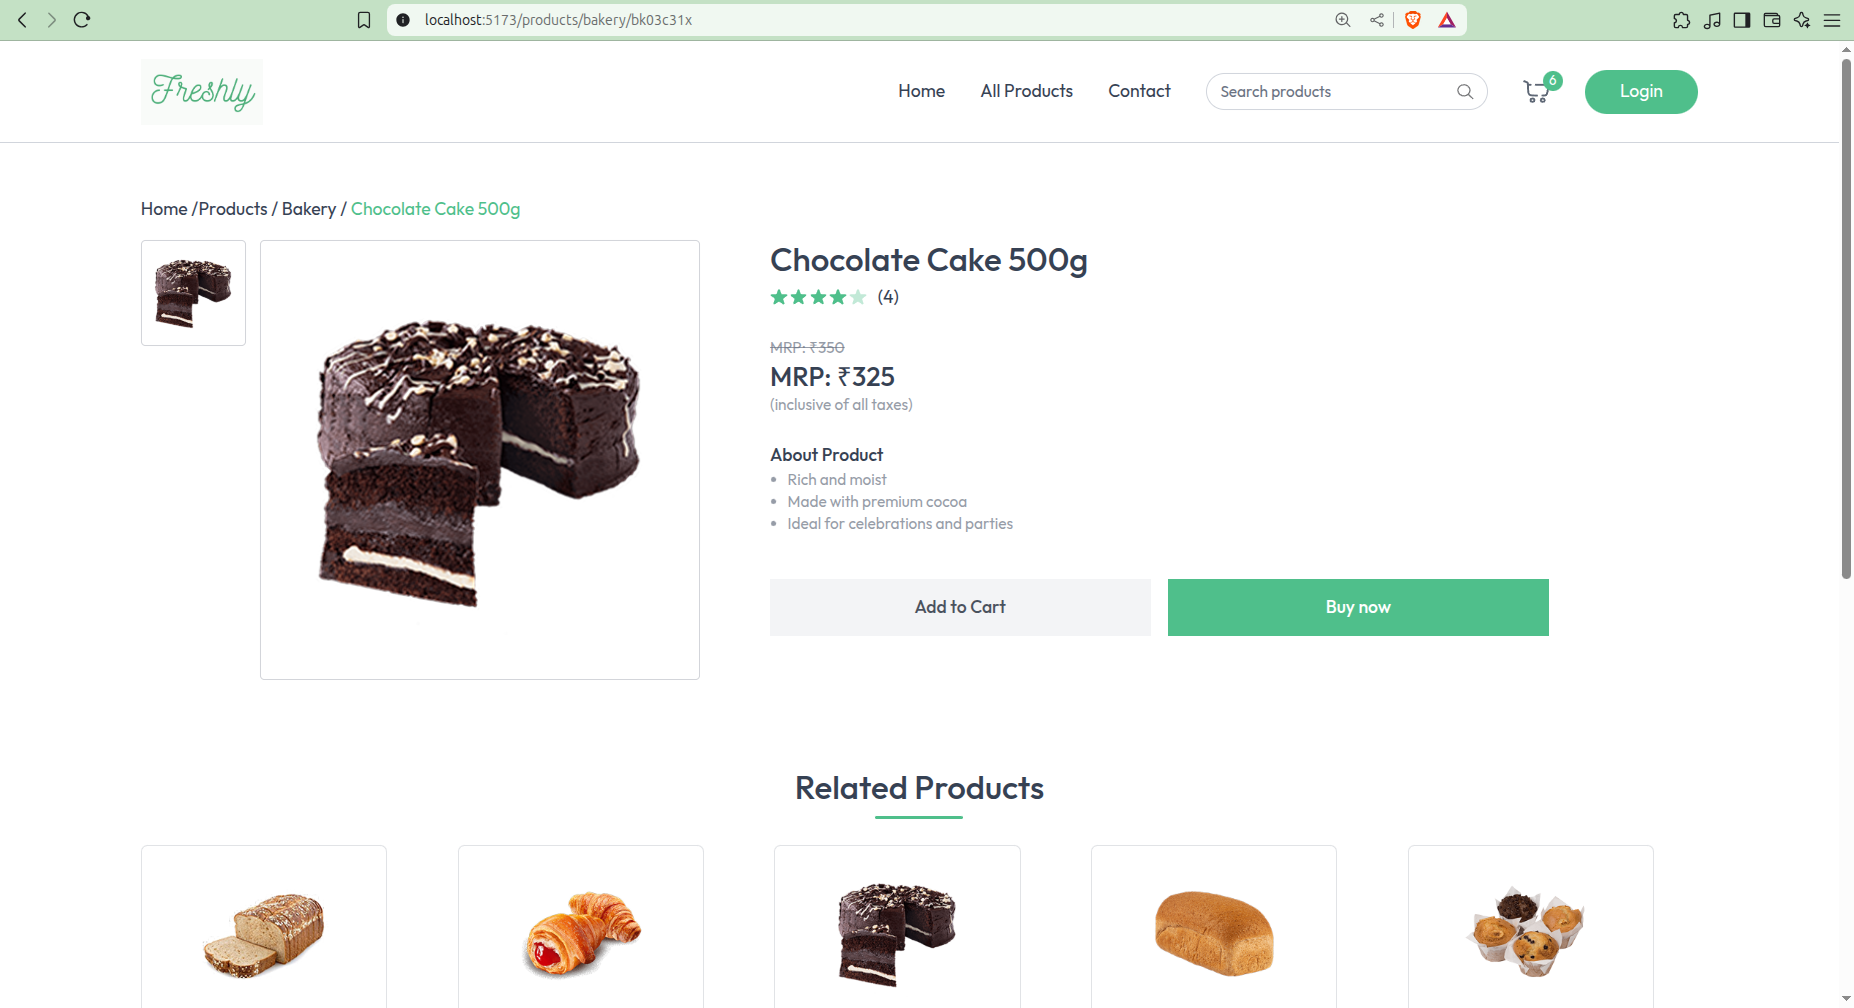 localhost:5173/products/bakery/bk03c31x
Freshly
Home
All Products
Contact
Search products
6
Login
Home /Products / Bakery / Chocolate Cake 500g
Chocolate Cake 500g
(4)
MRP: ₹350
MRP: ₹325
(inclusive of all taxes)
About Product
• Rich and moist
• Made with premium cocoa
• Ideal for celebrations and parties
Add to Cart
Buy now
Related Products